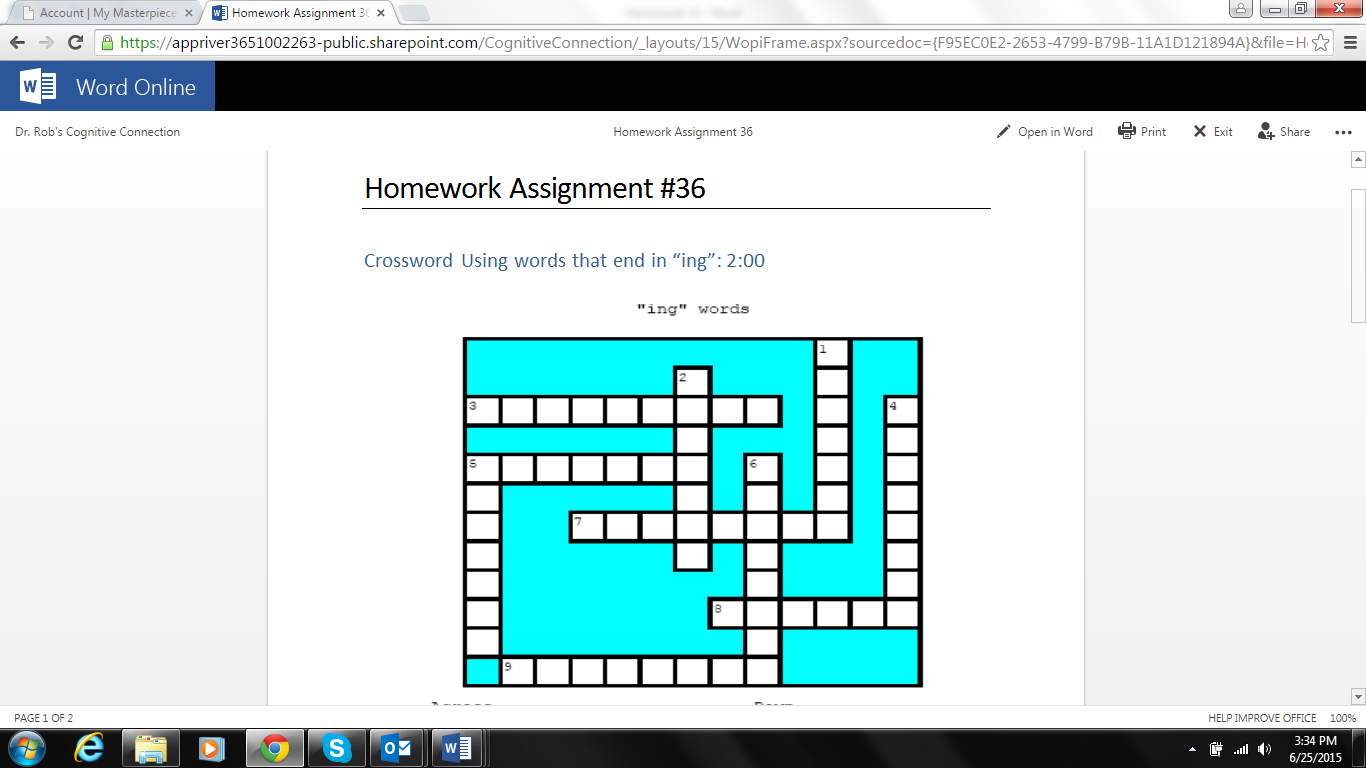 Account | My Masterpiece
Homework Assignment 36
https://appriver3651002263-public.sharepoint.com/CognitiveConnection/_layouts/15/WopiFrame.aspx?sourcedoc={F95EC0E2-2653-4799-B79B-11A1D121894A}&file=H
Word Online
Dr. Rob's Cognitive Connection
Homework Assignment 36
Open in Word
Print
Exit
Share
Homework Assignment #36
Crossword Using words that end in “ing”: 2:00
"ing" words
1
2
3
4
5
6
7
8
9
PAGE 1 OF 2
HELP IMPROVE OFFICE
100%
3:34 PM
6/25/2015